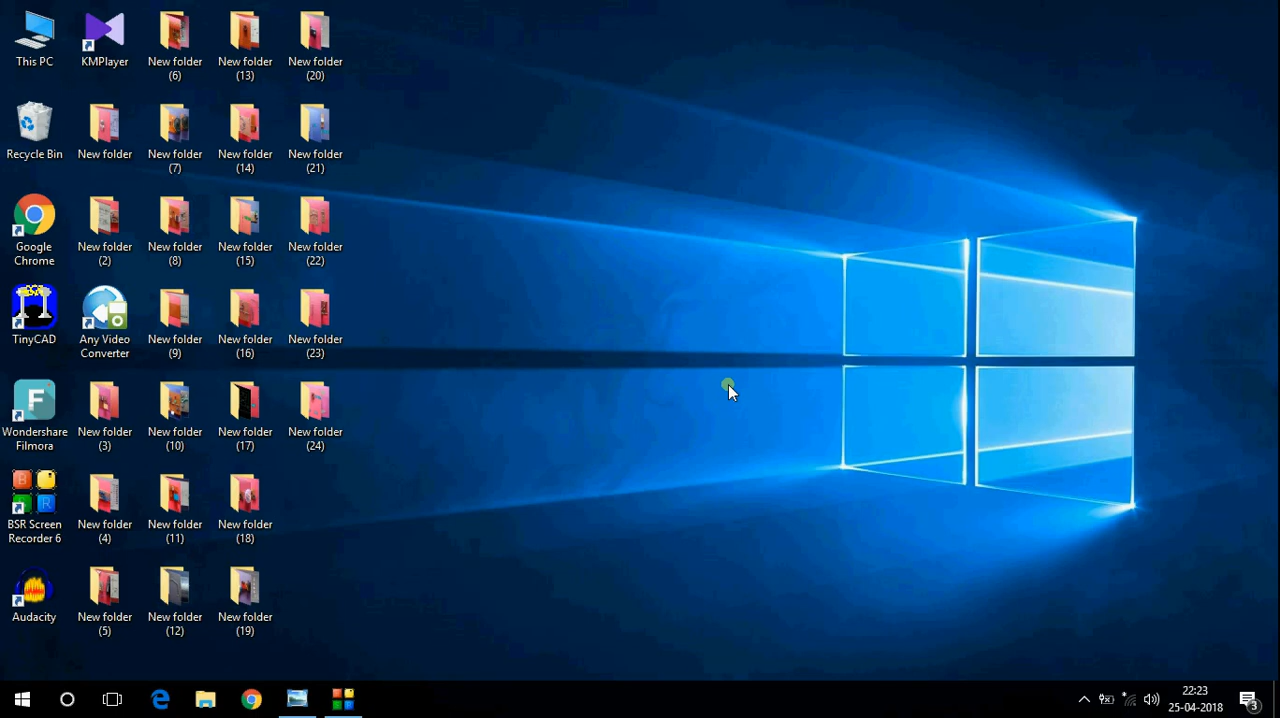 This PC
KMPlayer
New folder
(6)
New folder
(13)
New folder
(20)
Recycle Bin
New folder
New folder
(7)
New folder
(14)
New folder
(21)
Google
Chrome
New folder
(2)
New folder
(8)
New folder
(15)
New folder
(22)
TinyCAD
Any Video
Converter
New folder
(9)
New folder
(16)
New folder
(23)
Wondershare
Filmora
New folder
(3)
New folder
(10)
New folder
(17)
New folder
(24)
BSR Screen
Recorder 6
New folder
(4)
New folder
(11)
New folder
(18)
Audacity
New folder
(5)
New folder
(12)
New folder
(19)
22:23
25-04-2018
3